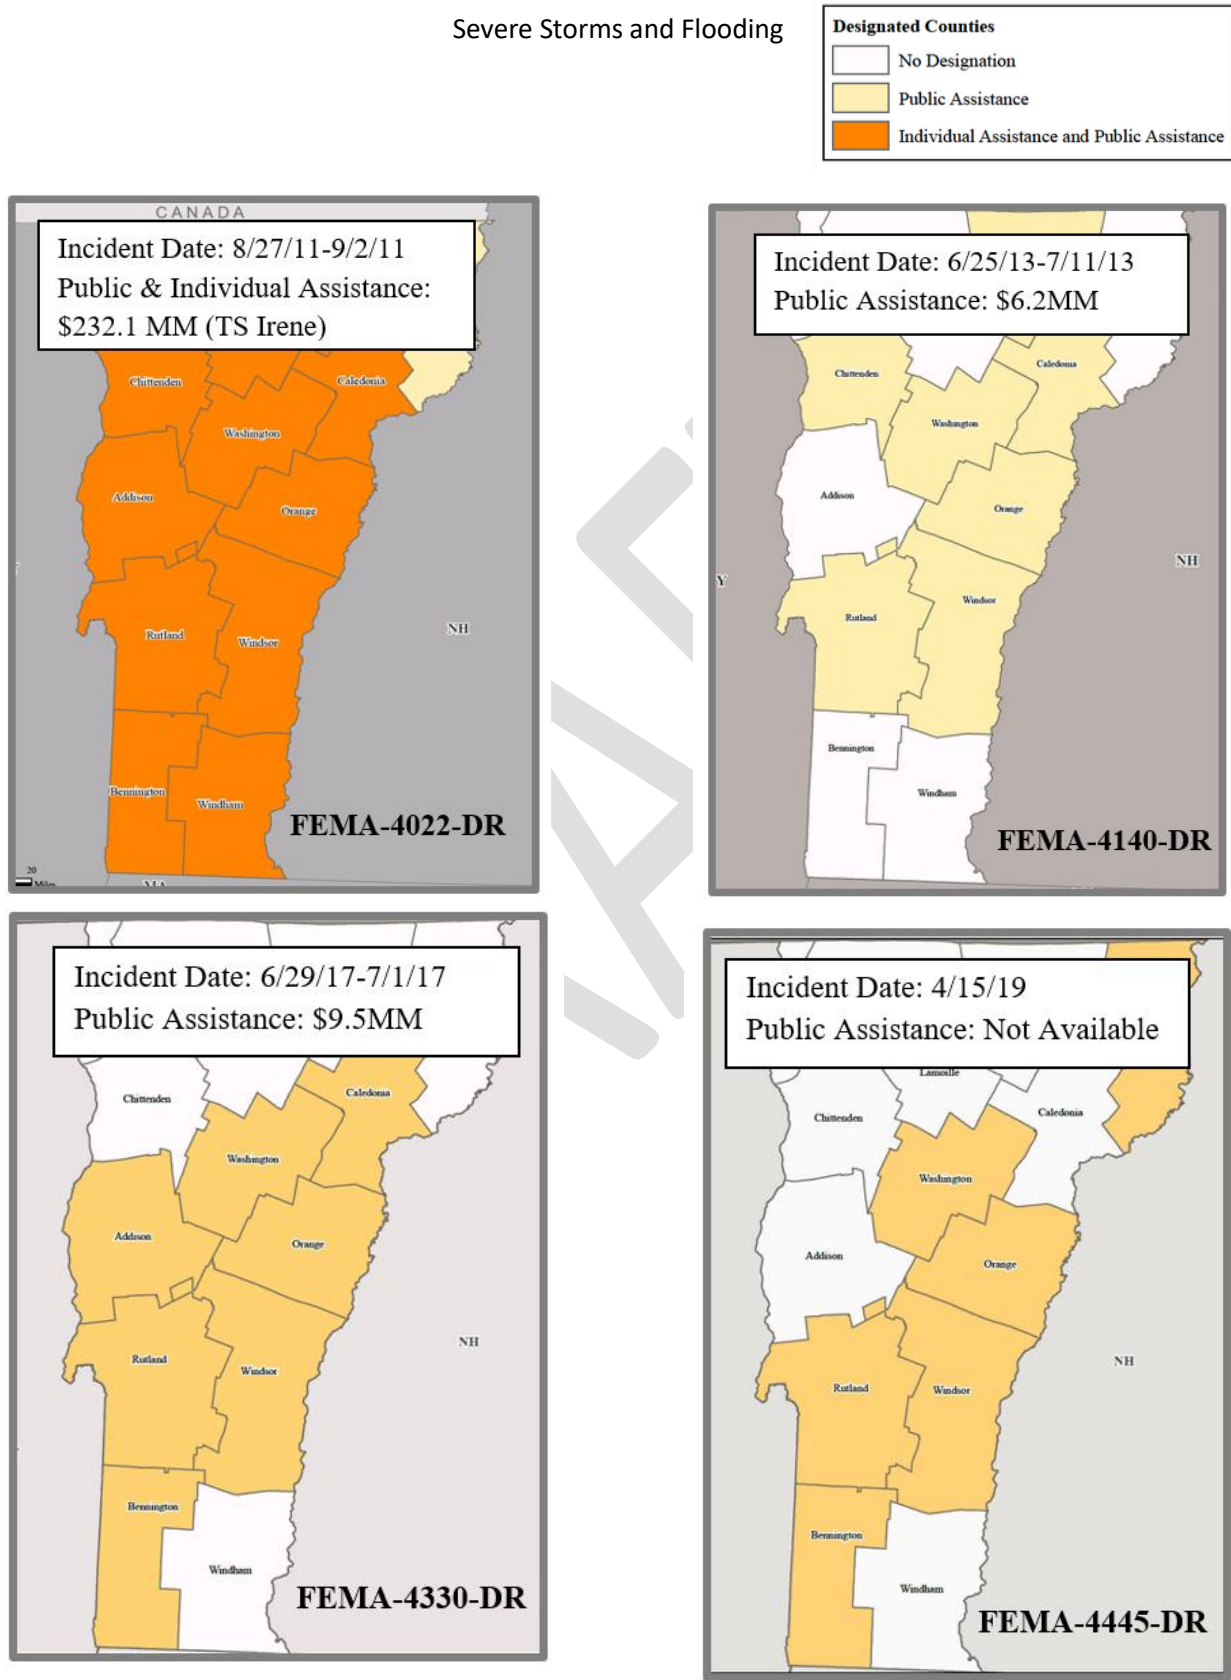 Severe Storms and Flooding
Designated Counties
No Designation
Public Assistance
Individual Assistance and Public Assistance
CANADA
Incident Date: 8/27/11-9/2/11
Public & Individual Assistance:
$232.1 MM (TS Irene)
Chittenden
Caledonia
Washington
Addison
Orange
Rutland
Windsor
NH
Bennington
Windham
FEMA-4022-DR
20
Miles
MA
Incident Date: 6/25/13-7/11/13
Public Assistance: $6.2MM
Chittenden
Caledonia
Washington
Addison
Orange
NH
Y
Windsor
Rutland
Bennington
Windham
FEMA-4140-DR
Incident Date: 6/29/17-7/1/17
Public Assistance: $9.5MM
Chittenden
Caledonia
Washington
Addison
Orange
NH
Rutland
Windsor
Bennington
Windham
FEMA-4330-DR
Incident Date: 4/15/19
Public Assistance: Not Available
Lamoille
Chittenden
Caledonia
Washington
Addison
Orange
NH
Rutland
Windsor
Bennington
Windham
FEMA-4445-DR